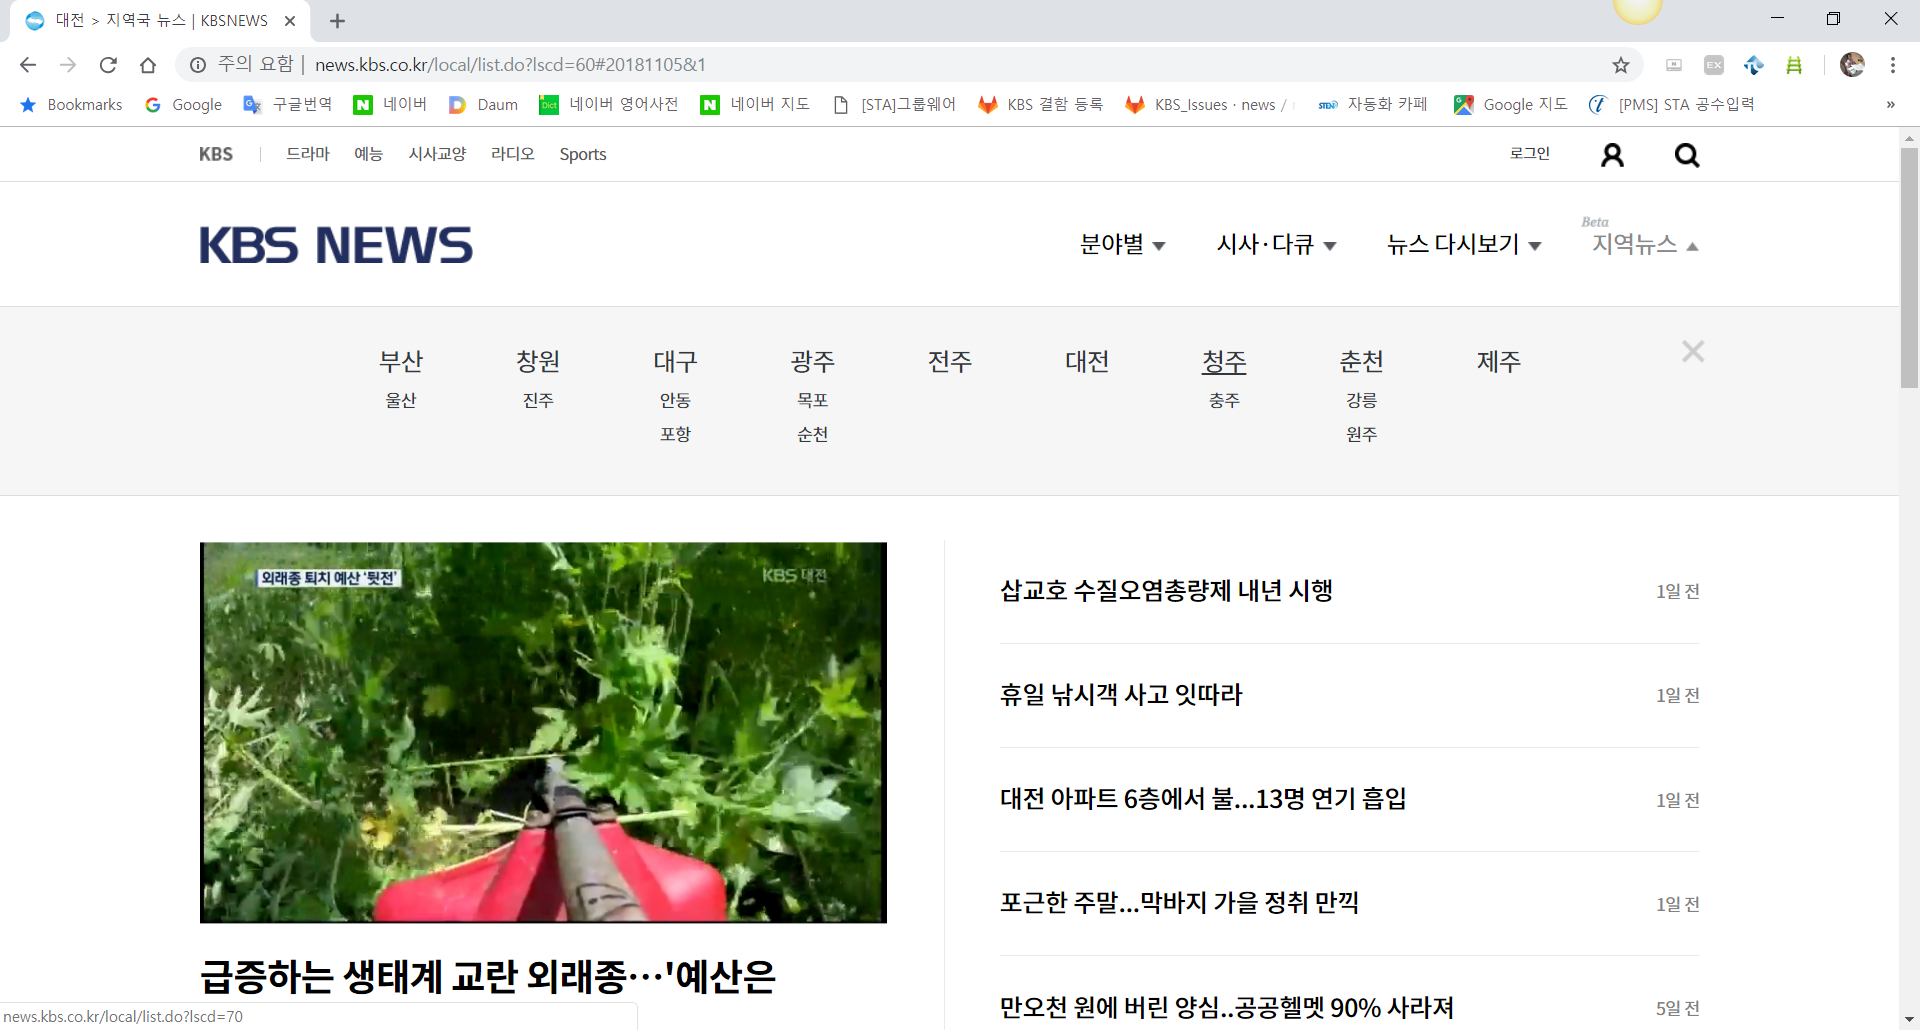 대전 > 지역국 뉴스 | KBSNEWS
주의 요함 | news.kbs.co.kr/local/list.do?lscd=60#20181105&1
Bookmarks Google 구글번역 네이버 Daum 네이버 영어사전 네이버 지도 [STA]그룹웨어 KBS 결함 등록 KBS_Issues · news / 자동화 카페 Google 지도 [PMS] STA 공수입력 »
KBS 드라마 예능 시사교양 라디오 Sports 로그인
KBS NEWS
Beta
분야별 시사·다큐 뉴스 다시보기 지역뉴스
부산 창원 대구 광주 전주 대전 청주 춘천 제주
울산 진주 안동 목포 충주 강릉
포항 순천 원주
외래종 퇴치 예산 '뒷전' KBS 대전
급증하는 생태계 교란 외래종…'예산은
삽교호 수질오염총량제 내년 시행 1일 전
휴일 낚시객 사고 잇따라 1일 전
대전 아파트 6층에서 불...13명 연기 흡입 1일 전
포근한 주말...막바지 가을 정취 만끽 1일 전
만오천 원에 버린 양심..공공헬멧 90% 사라져 5일 전
news.kbs.co.kr/local/list.do?lscd=70